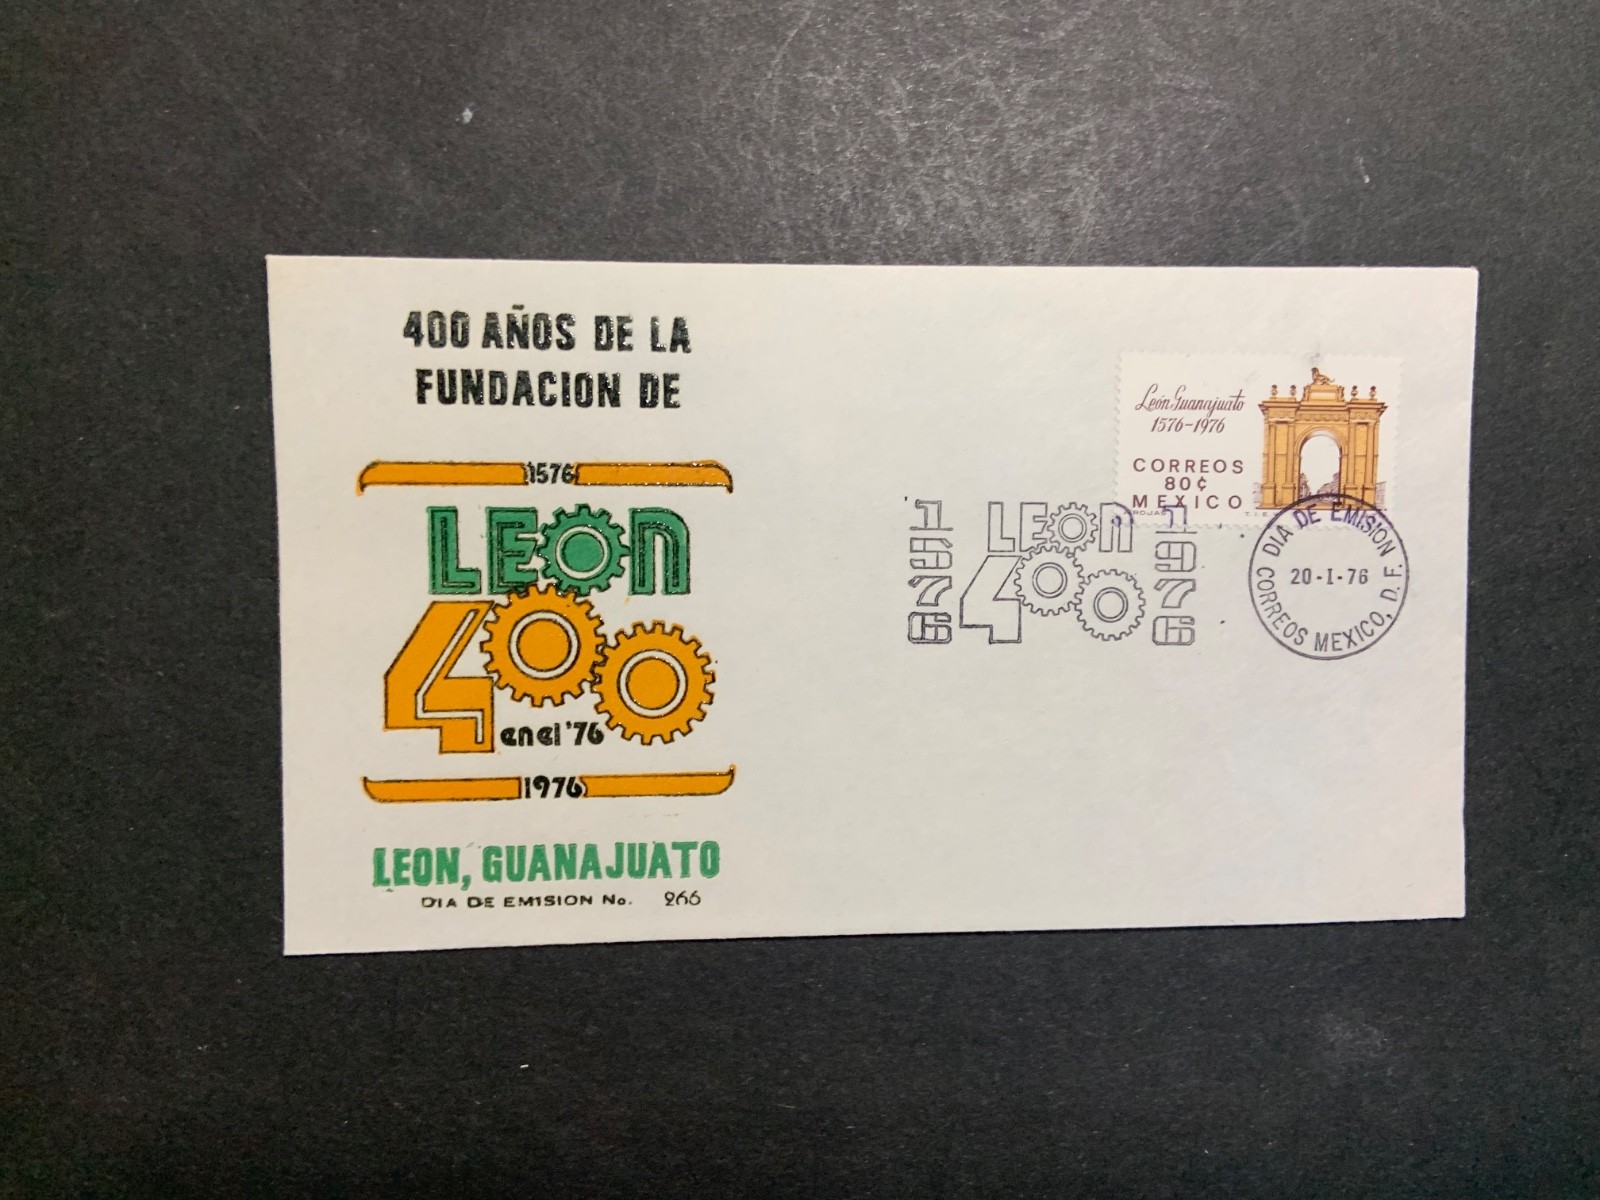 400 AÑOS DE LA
FUNDACION DE
1576
LEON
400
en el '76
1976
LEON, GUANAJUATO
DIA DE EMISION No. 266
León, Guanajuato
1576-1976
CORREOS
80¢
MEXICO
T.I.E.
1576
LEON
400
1976
DIA DE EMISION
20-I-76
CORREOS MEXICO, D.F.